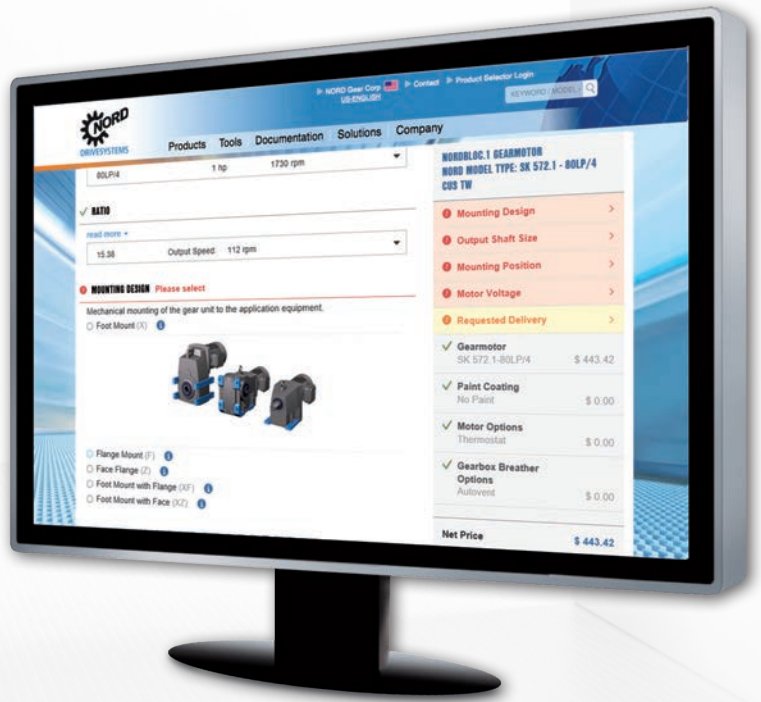 NORD
DRIVESYSTEMS
NORD Gear Corp
US-ENGLISH
Contact
Product Selector Login
KEYWORD / MODEL
Products Tools Documentation Solutions Company
80LP/4 1 hp 1730 rpm
RATIO
read more +
15.38 Output Speed: 112 rpm
MOUNTING DESIGN Please select
Mechanical mounting of the gear unit to the application equipment.
Foot Mount (X)
Flange Mount (F)
Face Flange (Z)
Foot Mount with Flange (XF)
Foot Mount with Face (XZ)
NORDBLOC.1 GEARMOTOR
NORD MODEL TYPE: SK 572.1 - 80LP/4
CUS TW
Mounting Design
Output Shaft Size
Mounting Position
Motor Voltage
Requested Delivery
Gearmotor
SK 572.1-80LP/4 $ 443.42
Paint Coating
No Paint $ 0.00
Motor Options
Thermostat $ 0.00
Gearbox Breather
Options
Autovent $ 0.00
Net Price $ 443.42